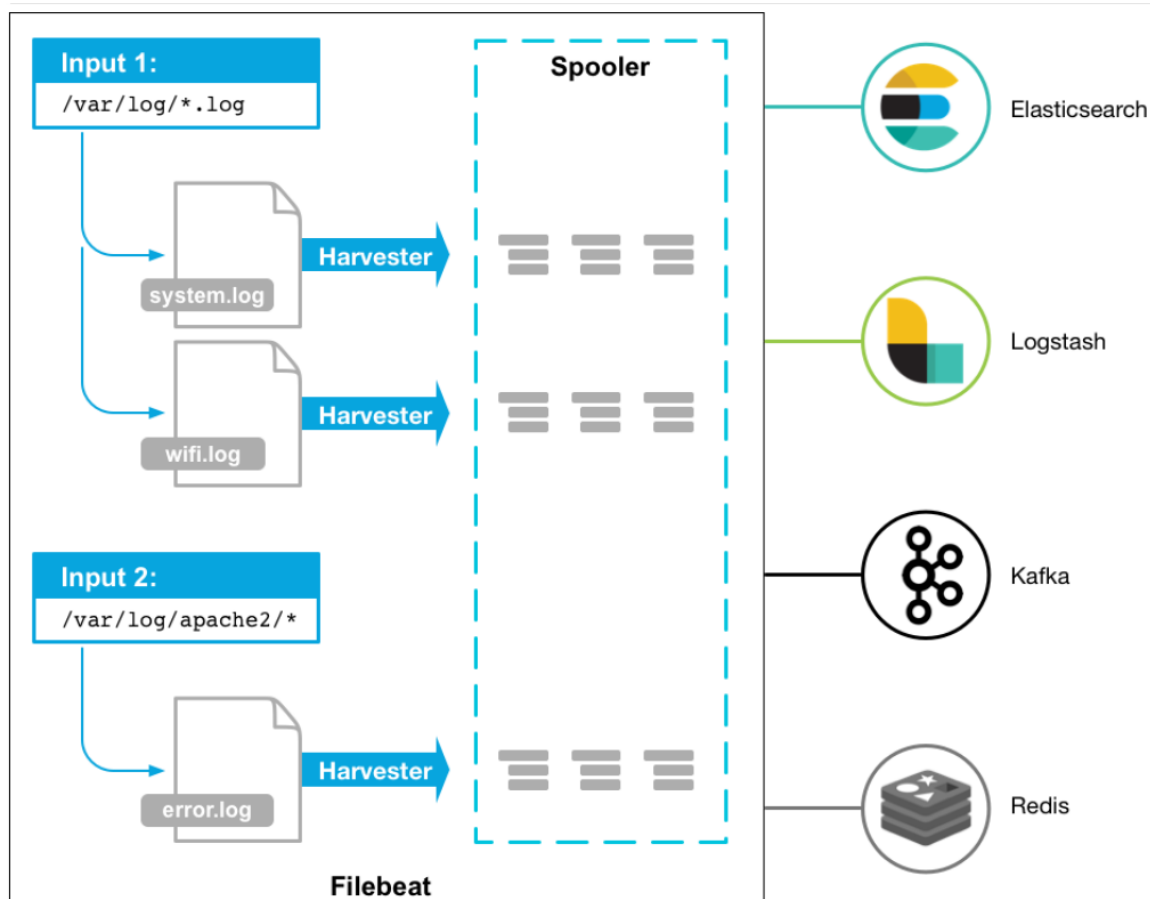 Input 1:
/var/log/*.log
system.log
Harvester
wifi.log
Harvester
Input 2:
/var/log/apache2/*
error.log
Harvester
Spooler
Filebeat
Elasticsearch
Logstash
Kafka
Redis